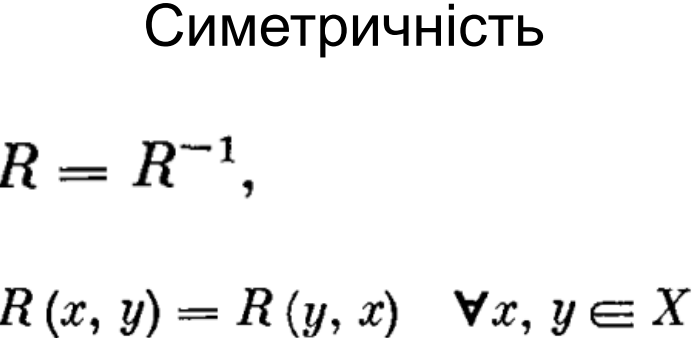 Симетричність
R = R⁻¹,
R (x, y) = R (y, x) ∀x, y ∈ X